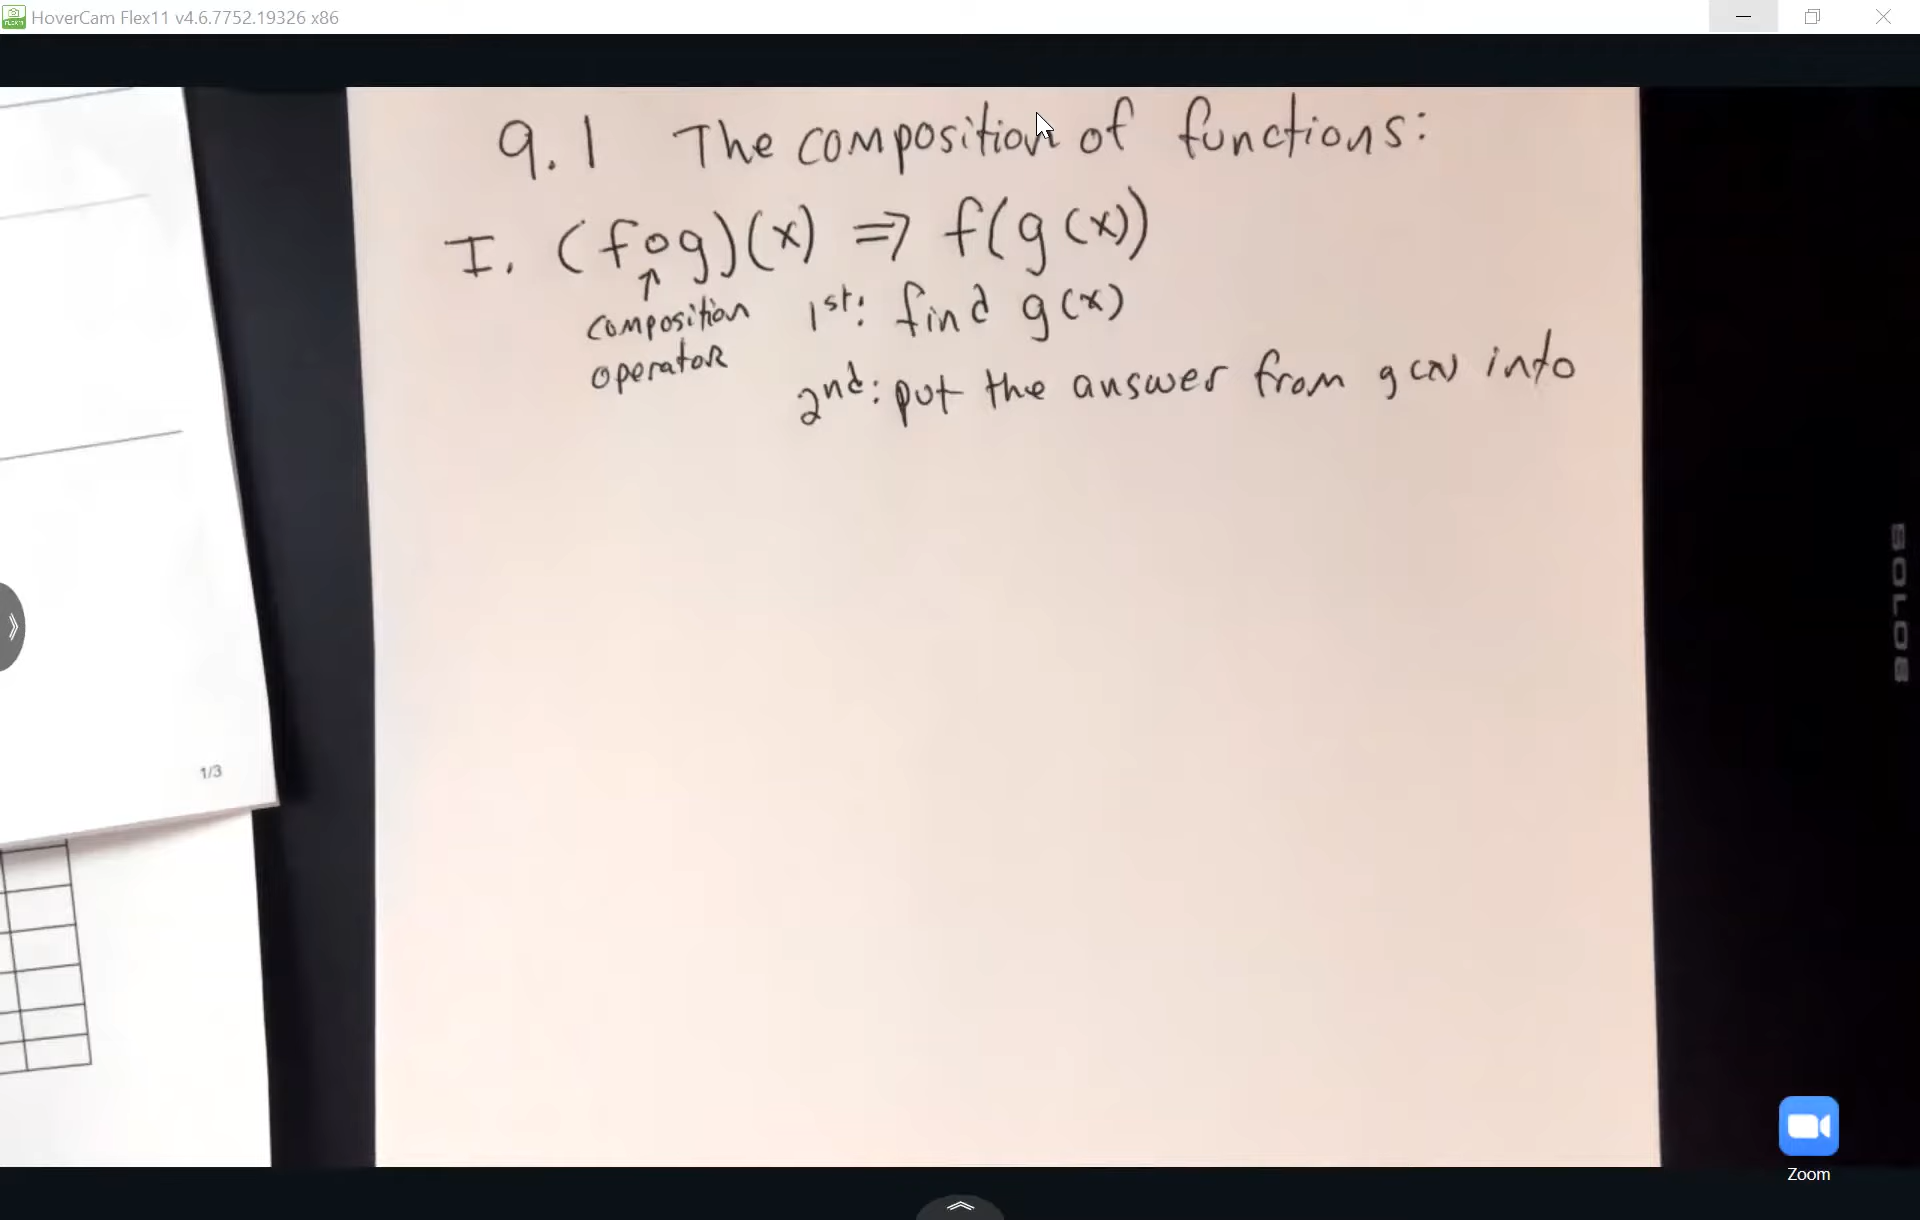 HoverCam Flex11 v4.6.7752.19326 x86
9.1 The composition of functions:
I. (f∘g)(x) ⇒ f(g(x))
↑
composition
operator
1st: find g(x)
2nd: put the answer from g(x) into
1/3
SOLO8
Zoom